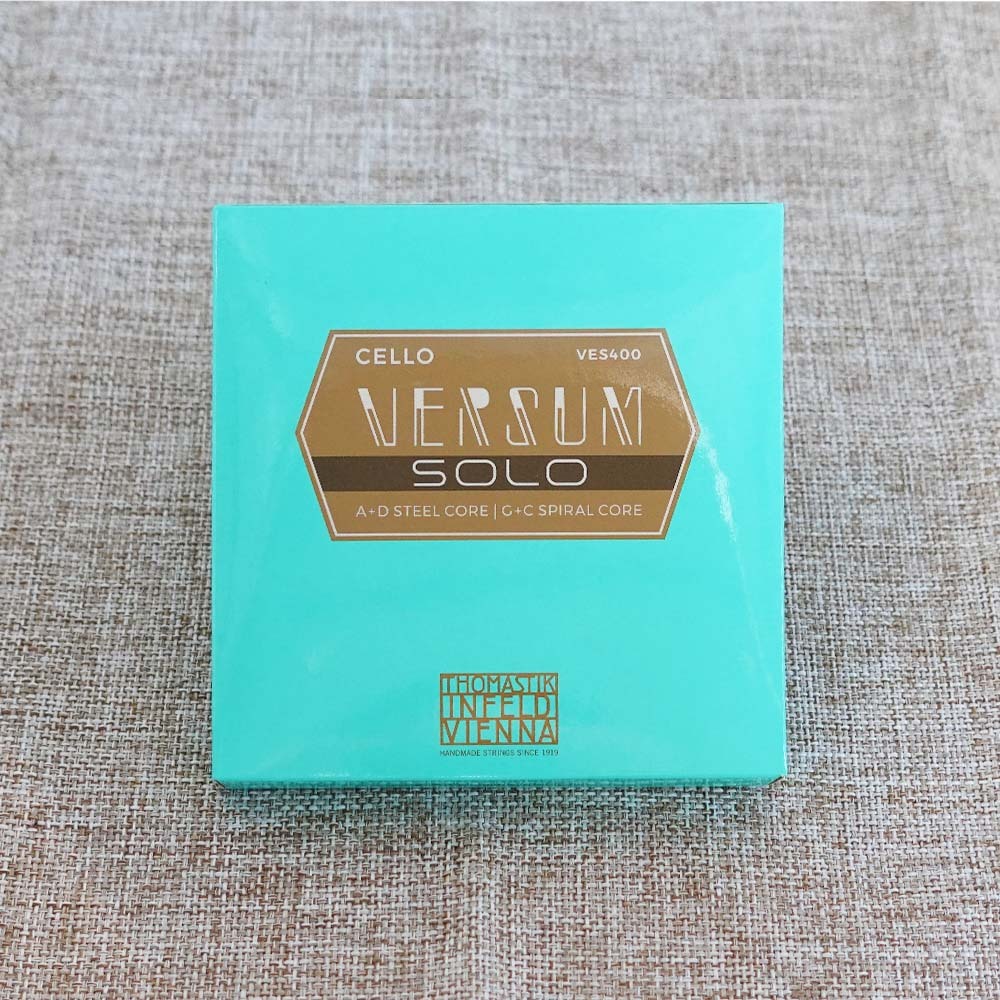 CELLO VES400
VERSUM
SOLO
A+D STEEL CORE | G+C SPIRAL CORE
THOMASTIK
INFELD
VIENNA
HANDMADE STRINGS SINCE 1919